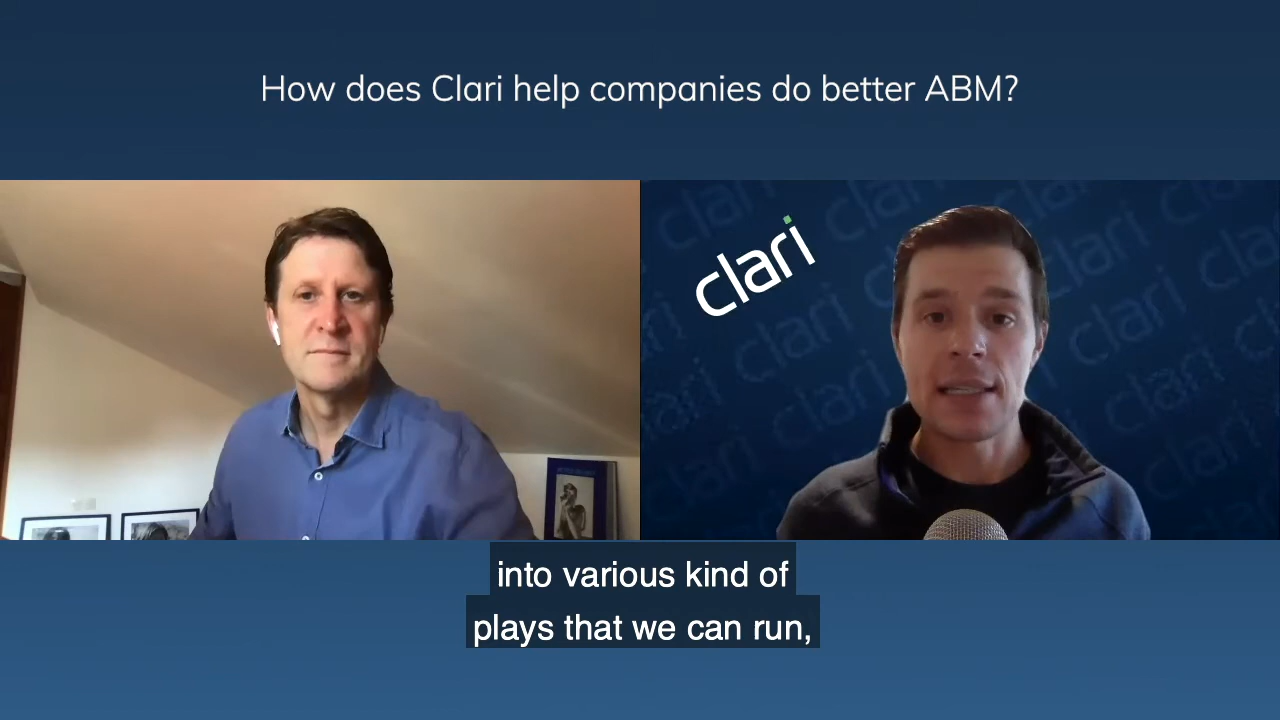 How does Clari help companies do better ABM?
clari
into various kind of
plays that we can run,